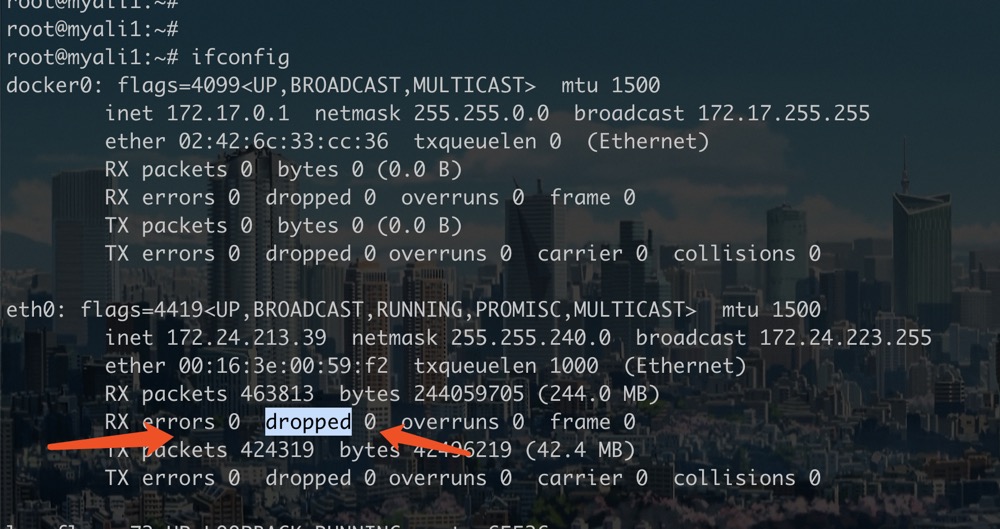 root@myali1:~#
root@myali1:~#
root@myali1:~# ifconfig
docker0: flags=4099<UP,BROADCAST,MULTICAST>  mtu 1500
        inet 172.17.0.1  netmask 255.255.0.0  broadcast 172.17.255.255
        ether 02:42:6c:33:cc:36  txqueuelen 0  (Ethernet)
        RX packets 0  bytes 0 (0.0 B)
        RX errors 0  dropped 0  overruns 0  frame 0
        TX packets 0  bytes 0 (0.0 B)
        TX errors 0  dropped 0 overruns 0  carrier 0  collisions 0
eth0: flags=4419<UP,BROADCAST,RUNNING,PROMISC,MULTICAST>  mtu 1500
        inet 172.24.213.39  netmask 255.255.240.0  broadcast 172.24.223.255
        ether 00:16:3e:00:59:f2  txqueuelen 1000  (Ethernet)
        RX packets 463813  bytes 244059705 (244.0 MB)
        RX errors 0  dropped 0  overruns 0  frame 0
        TX packets 424319  bytes 42496219 (42.4 MB)
        TX errors 0  dropped 0 overruns 0  carrier 0  collisions 0